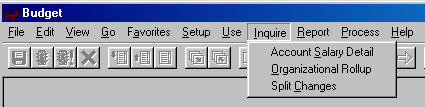 Budget
File Edit View Go Favorites Setup Use Inquire Report Process Help
Account Salary Detail
Organizational Rollup
Split Changes